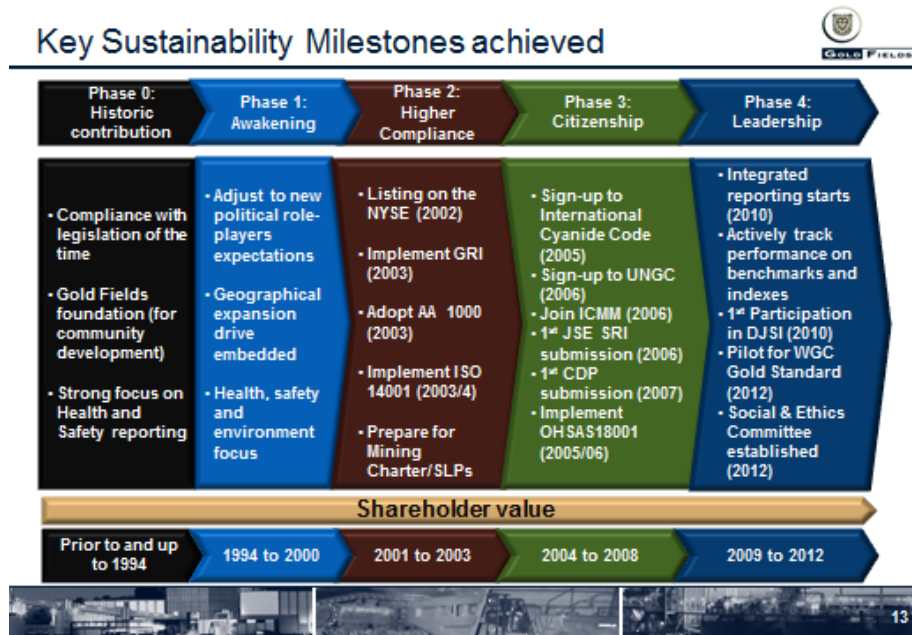 Key Sustainability Milestones achieved
GOLD FIELDS
Phase 0:
Historic
contribution
Phase 1:
Awakening
Phase 2:
Higher
Compliance
Phase 3:
Citizenship
Phase 4:
Leadership
• Compliance with
legislation of the
time
• Gold Fields
foundation (for
community
development)
• Strong focus on
Health and
Safety reporting
• Adjust to new
political role-
players
expectations
• Geographical
expansion
drive
embedded
• Health, safety
and
environment
focus
• Listing on the
NYSE (2002)
• Implement GRI
(2003)
• Adopt AA 1000
(2003)
• Implement ISO
14001 (2003/4)
• Prepare for
Mining
Charter/SLPs
• Sign-up to
International
Cyanide Code
(2005)
• Sign-up to UNGC
(2006)
• Join ICMM (2006)
• 1st JSE SRI
submission (2006)
• 1st CDP
submission (2007)
• Implement
OHSAS18001
(2005/06)
• Integrated
reporting starts
(2010)
• Actively track
performance on
benchmarks and
indexes
• 1st Participation
in DJSI (2010)
• Pilot for WGC
Gold Standard
(2012)
• Social & Ethics
Committee
established
(2012)
Shareholder value
Prior to and up
to 1994
1994 to 2000
2001 to 2003
2004 to 2008
2009 to 2012
13